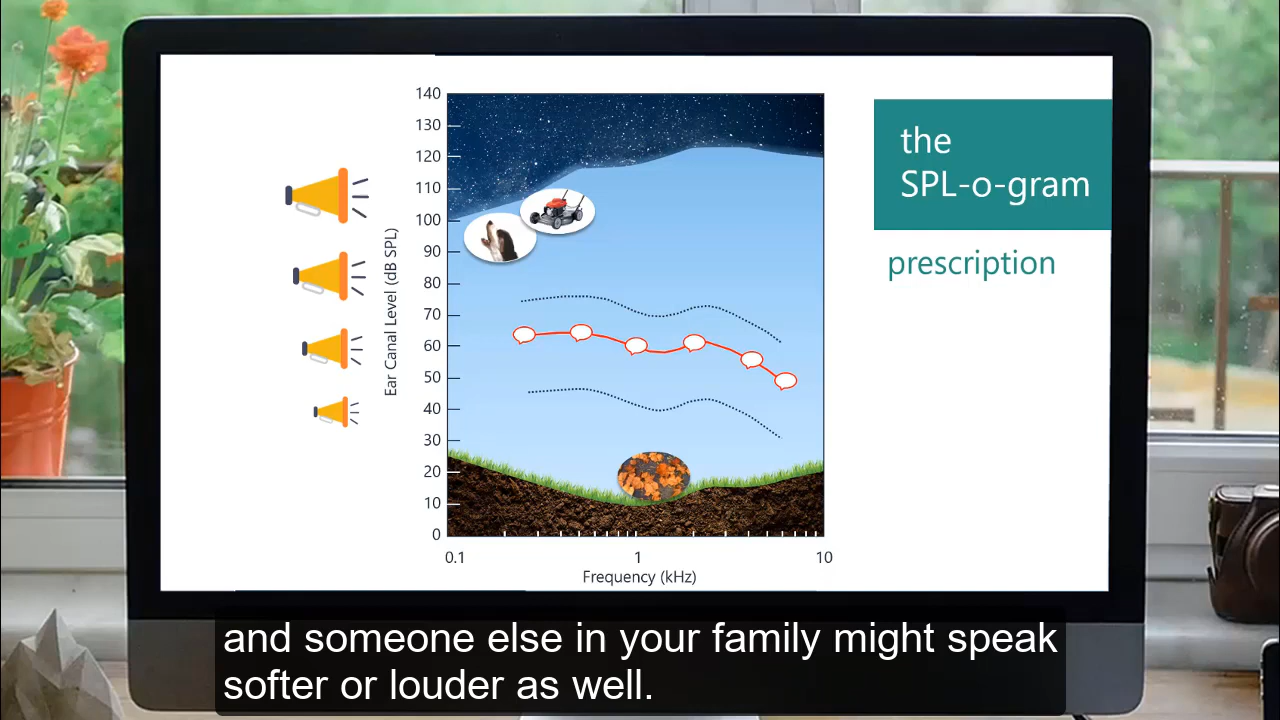 140
130
120
110
100
90
80
70
60
50
40
30
20
10
0
Ear Canal Level (dB SPL)
0.1
1
10
Frequency (kHz)
the
SPL-o-gram
prescription
and someone else in your family might speak
softer or louder as well.